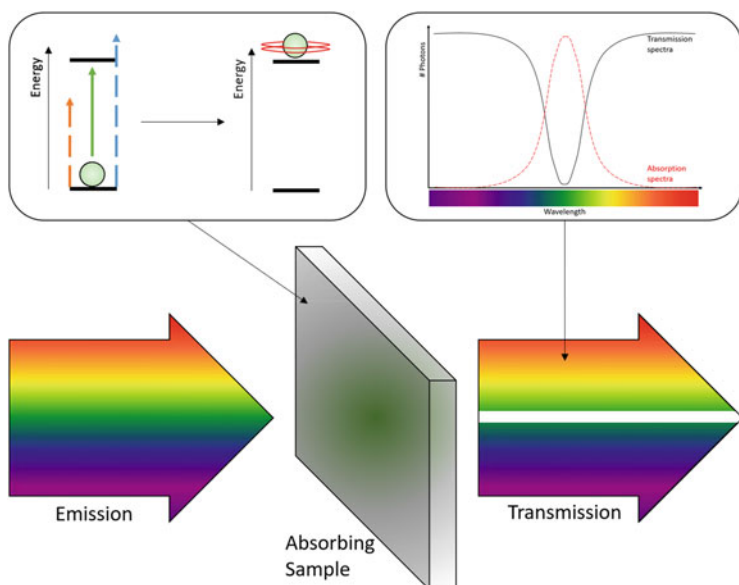 Energy
Energy
# Photons
Transmission
spectra
Absorption
spectra
Wavelength
Emission
Absorbing
Sample
Transmission